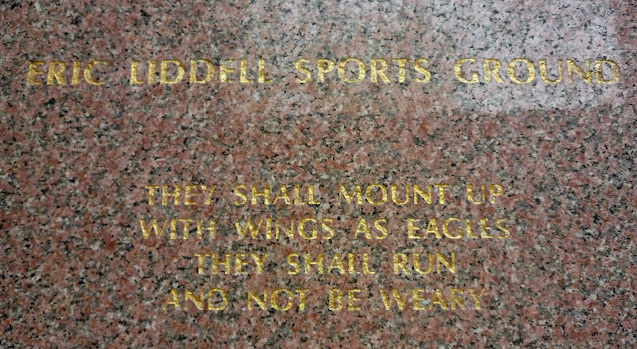 ERIC LIDDELL SPORTS GROUND
THEY SHALL MOUNT UP
WITH WINGS AS EAGLES
THEY SHALL RUN
AND NOT BE WEARY